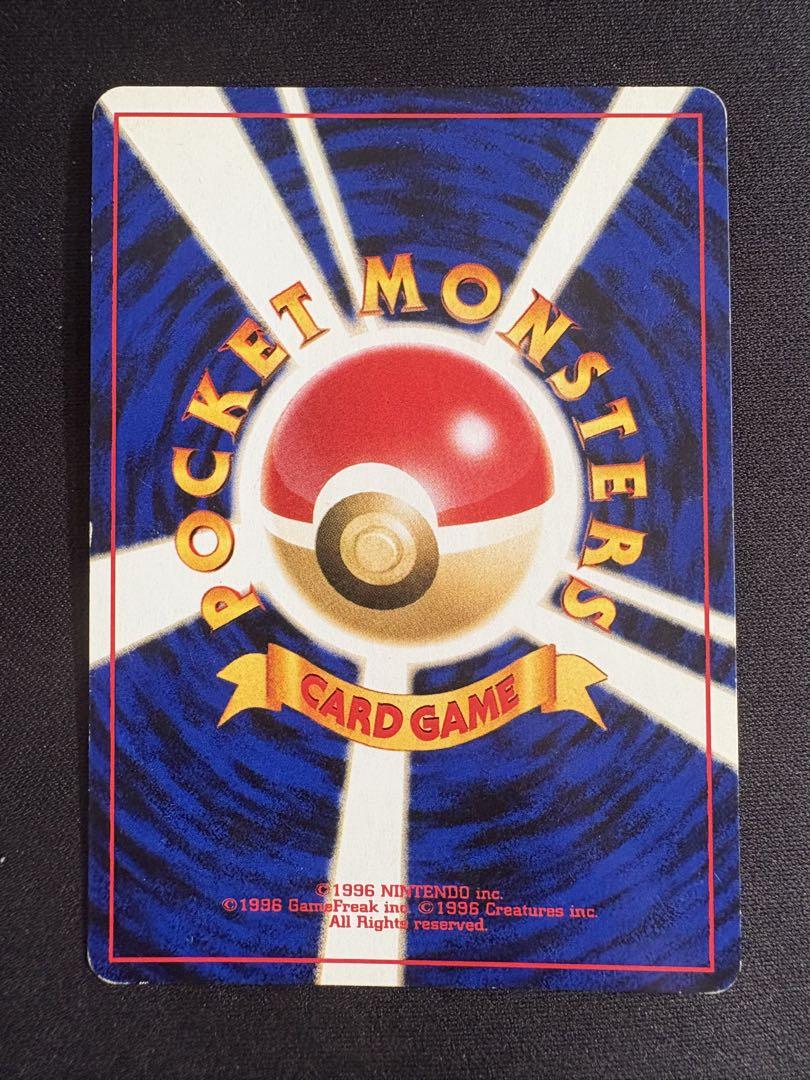 POCKET MONSTERS
CARD GAME
©1996 NINTENDO inc.
©1996 GameFreak inc. ©1996 Creatures inc.
All Rights reserved.